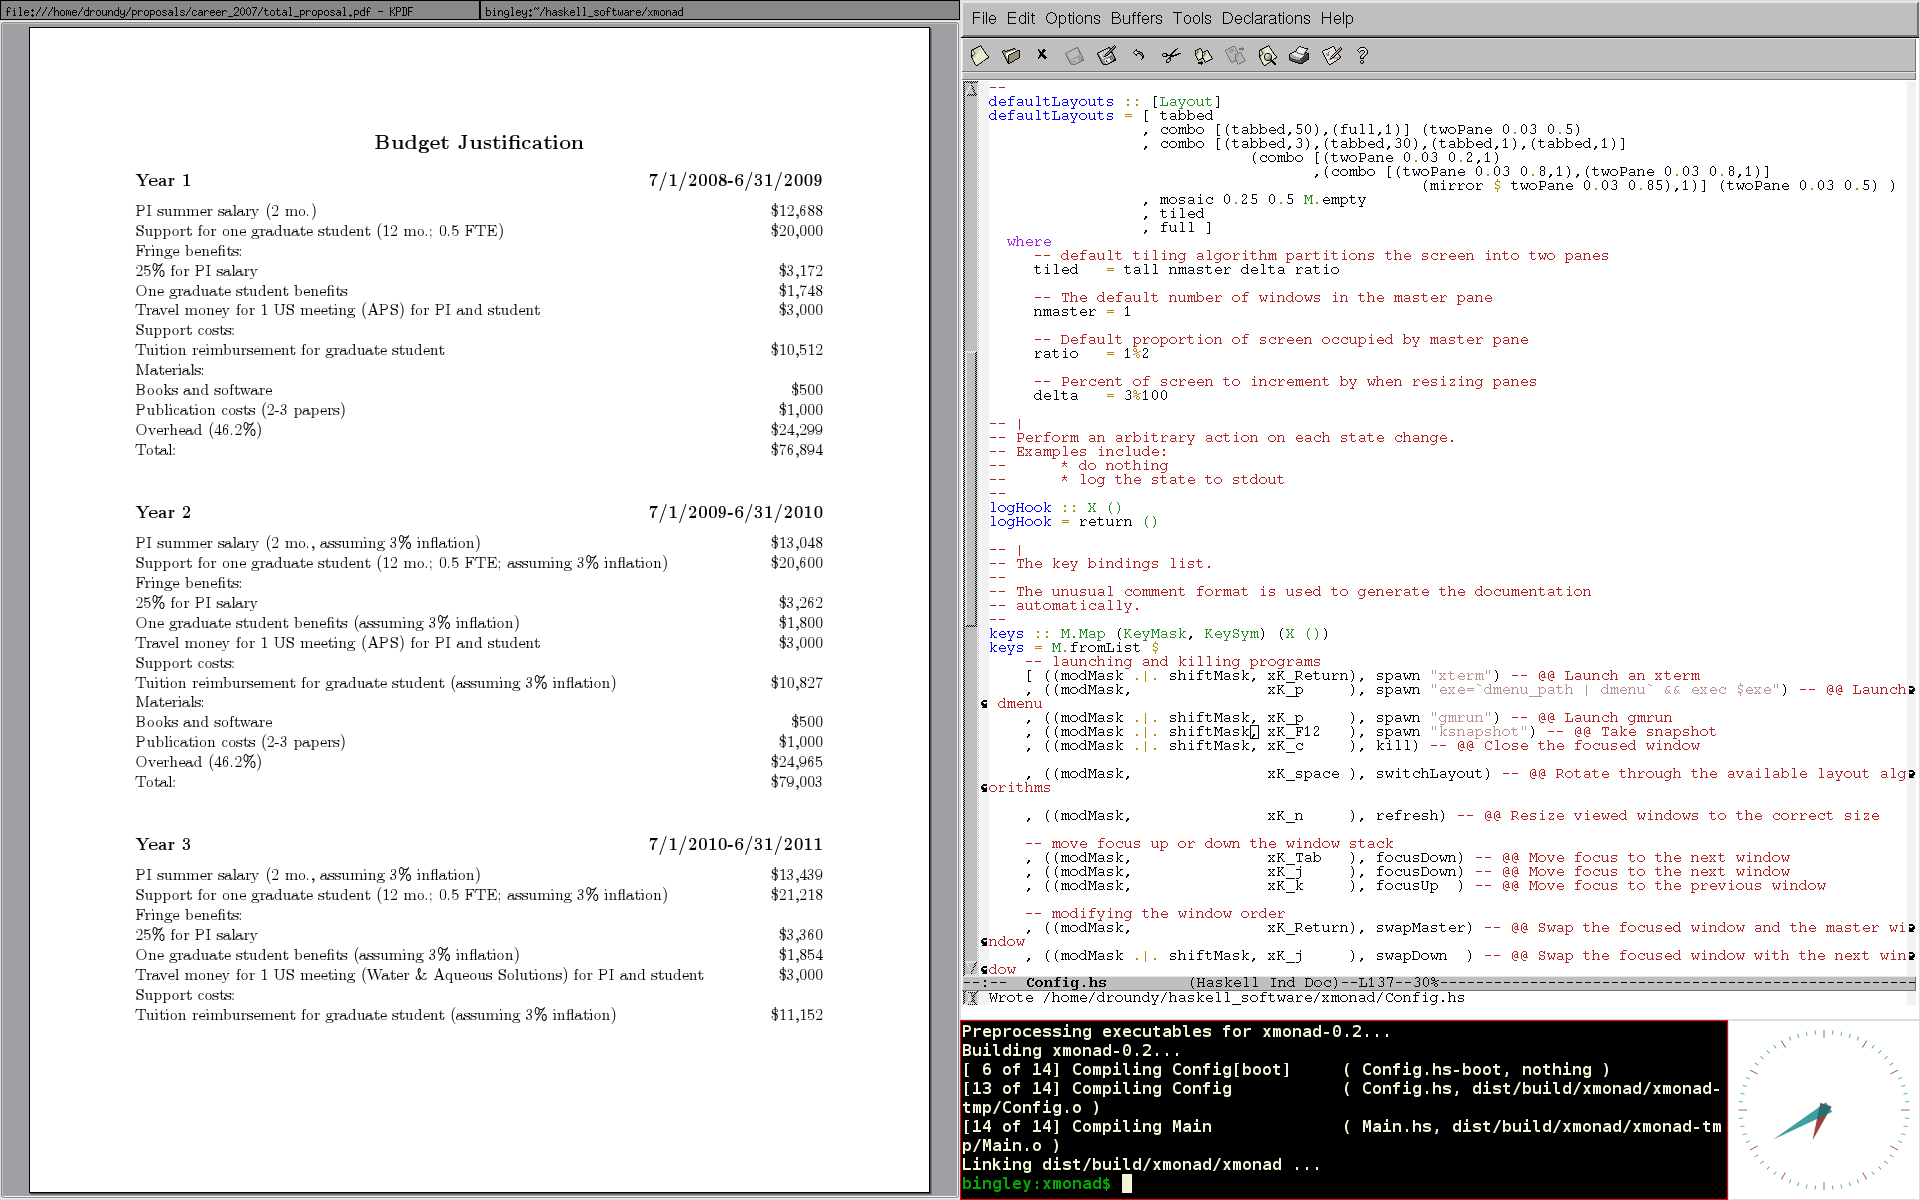 file:///home/droundy/proposals/career_2007/total_proposal.pdf - KPDF
bingley:~/haskell_software/xmonad
Budget Justification
Year 1 7/1/2008-6/31/2009
PI summer salary (2 mo.) $12,688
Support for one graduate student (12 mo.; 0.5 FTE) $20,000
Fringe benefits:
25% for PI salary $3,172
One graduate student benefits $1,748
Travel money for 1 US meeting (APS) for PI and student $3,000
Support costs:
Tuition reimbursement for graduate student $10,512
Materials:
Books and software $500
Publication costs (2-3 papers) $1,000
Overhead (46.2%) $24,299
Total: $76,894
Year 2 7/1/2009-6/31/2010
PI summer salary (2 mo., assuming 3% inflation) $13,048
Support for one graduate student (12 mo.; 0.5 FTE; assuming 3% inflation) $20,600
Fringe benefits:
25% for PI salary $3,262
One graduate student benefits (assuming 3% inflation) $1,800
Travel money for 1 US meeting (APS) for PI and student $3,000
Support costs:
Tuition reimbursement for graduate student (assuming 3% inflation) $10,827
Materials:
Books and software $500
Publication costs (2-3 papers) $1,000
Overhead (46.2%) $24,965
Total: $79,003
Year 3 7/1/2010-6/31/2011
PI summer salary (2 mo., assuming 3% inflation) $13,439
Support for one graduate student (12 mo.; 0.5 FTE; assuming 3% inflation) $21,218
Fringe benefits:
25% for PI salary $3,360
One graduate student benefits (assuming 3% inflation) $1,854
Travel money for 1 US meeting (Water & Aqueous Solutions) for PI and student $3,000
Support costs:
Tuition reimbursement for graduate student (assuming 3% inflation) $11,152
File Edit Options Buffers Tools Declarations Help
--
defaultLayouts :: [Layout]
defaultLayouts = [ tabbed
, combo [(tabbed,50),(full,1)] (twoPane 0.03 0.5)
, combo [(tabbed,3),(tabbed,30),(tabbed,1),(tabbed,1)]
(combo [(twoPane 0.03 0.2,1)
,(combo [(twoPane 0.03 0.8,1),(twoPane 0.03 0.8,1)]
(mirror $ twoPane 0.03 0.85),1)] (twoPane 0.03 0.5) )
, mosaic 0.25 0.5 M.empty
, tiled
, full ]
where
-- default tiling algorithm partitions the screen into two panes
tiled = tall nmaster delta ratio
-- The default number of windows in the master pane
nmaster = 1
-- Default proportion of screen occupied by master pane
ratio = 1%2
-- Percent of screen to increment by when resizing panes
delta = 3%100
-- |
-- Perform an arbitrary action on each state change.
-- Examples include:
-- * do nothing
-- * log the state to stdout
--
logHook :: X ()
logHook = return ()
-- |
-- The key bindings list.
--
-- The unusual comment format is used to generate the documentation
-- automatically.
--
keys :: M.Map (KeyMask, KeySym) (X ())
keys = M.fromList $
-- launching and killing programs
[ ((modMask .|. shiftMask, xK_Return), spawn "xterm") -- @@ Launch an xterm
, ((modMask, xK_p ), spawn "exe=`dmenu_path | dmenu` && exec $exe") -- @@ Launch
dmenu
, ((modMask .|. shiftMask, xK_p ), spawn "gmrun") -- @@ Launch gmrun
, ((modMask .|. shiftMask, xK_F12 ), spawn "ksnapshot") -- @@ Take snapshot
, ((modMask .|. shiftMask, xK_c ), kill) -- @@ Close the focused window
, ((modMask, xK_space ), switchLayout) -- @@ Rotate through the available layout alg
orithms
, ((modMask, xK_n ), refresh) -- @@ Resize viewed windows to the correct size
-- move focus up or down the window stack
, ((modMask, xK_Tab ), focusDown) -- @@ Move focus to the next window
, ((modMask, xK_j ), focusDown) -- @@ Move focus to the next window
, ((modMask, xK_k ), focusUp ) -- @@ Move focus to the previous window
-- modifying the window order
, ((modMask, xK_Return), swapMaster) -- @@ Swap the focused window and the master wi
ndow
, ((modMask .|. shiftMask, xK_j ), swapDown ) -- @@ Swap the focused window with the next win
dow
--:-- Config.hs (Haskell Ind Doc)--L137--30%--------
Wrote /home/droundy/haskell_software/xmonad/Config.hs
Preprocessing executables for xmonad-0.2...
Building xmonad-0.2...
[ 6 of 14] Compiling Config[boot] ( Config.hs-boot, nothing )
[13 of 14] Compiling Config ( Config.hs, dist/build/xmonad/xmonad-
tmp/Config.o )
[14 of 14] Compiling Main ( Main.hs, dist/build/xmonad/xmonad-tm
p/Main.o )
Linking dist/build/xmonad/xmonad ...
bingley:xmonad$